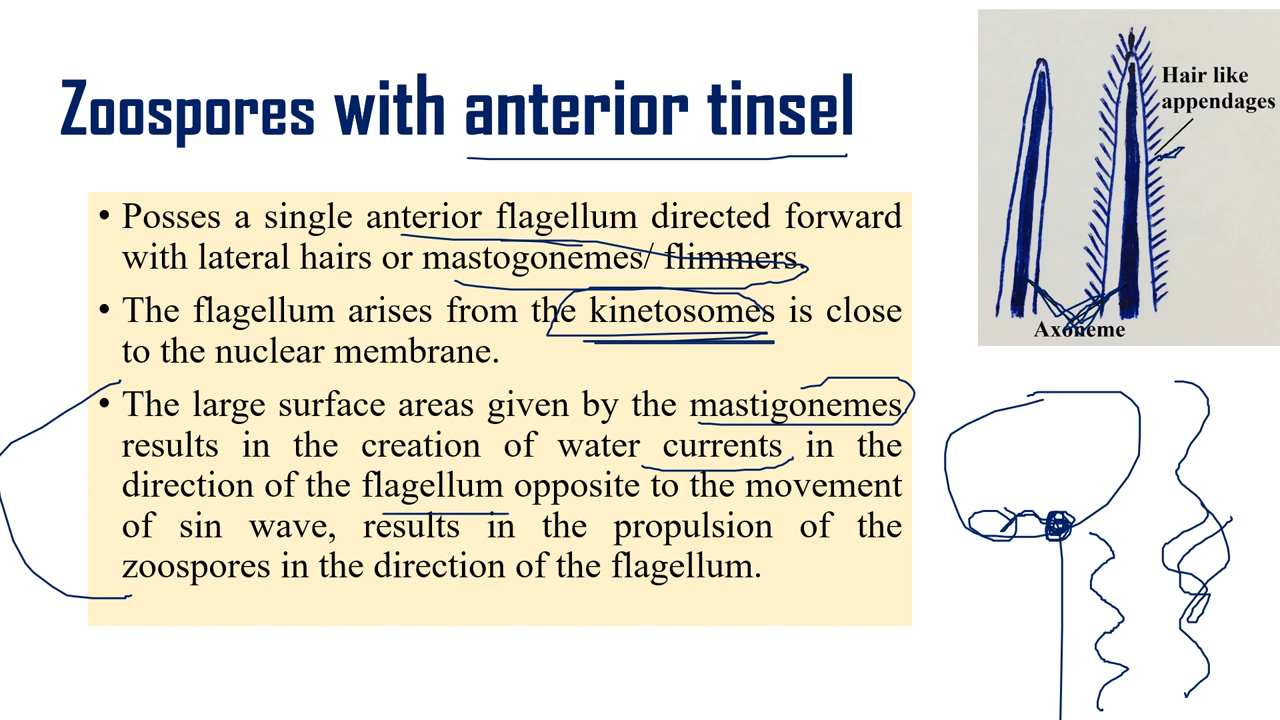 Zoospores with anterior tinsel
Hair like
appendages
Axoneme
• Posses a single anterior flagellum directed forward
with lateral hairs or mastogonemes/ flimmers.
• The flagellum arises from the kinetosomes is close
to the nuclear membrane.
• The large surface areas given by the mastigonemes
results in the creation of water currents in the
direction of the flagellum opposite to the movement
of sin wave, results in the propulsion of the
zoospores in the direction of the flagellum.